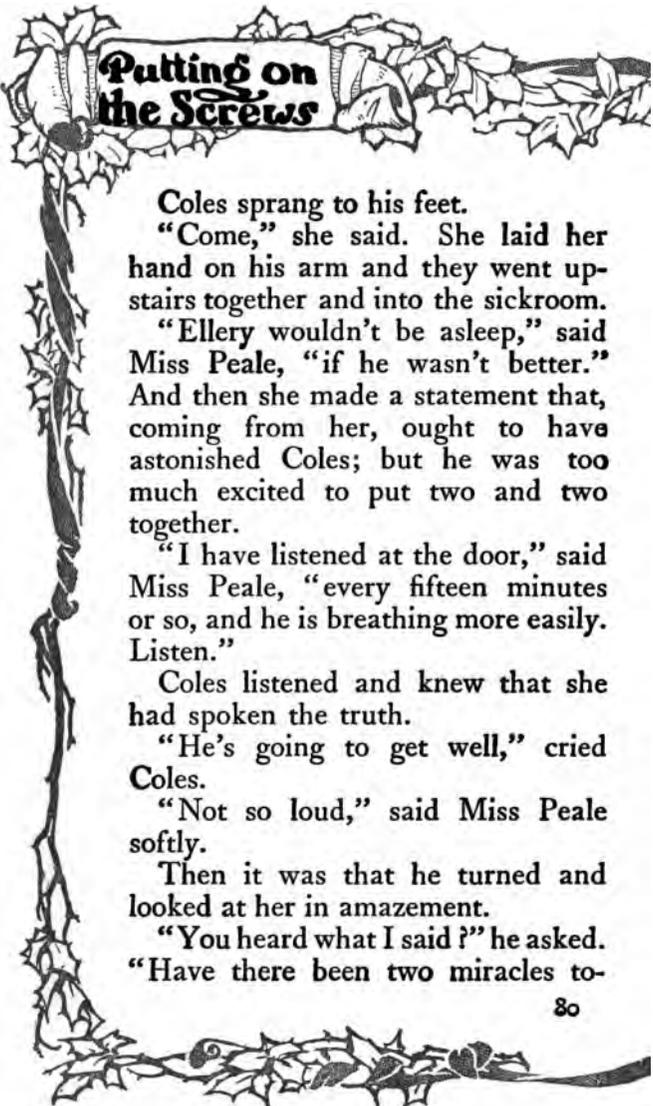 Putting on
the Screws
Coles sprang to his feet.
“Come,” she said. She laid her
hand on his arm and they went up-
stairs together and into the sickroom.
“Ellery wouldn’t be asleep,” said
Miss Peale, “if he wasn’t better.”
And then she made a statement that,
coming from her, ought to have
astonished Coles; but he was too
much excited to put two and two
together.
“I have listened at the door,” said
Miss Peale, “every fifteen minutes
or so, and he is breathing more easily.
Listen.”
Coles listened and knew that she
had spoken the truth.
“He’s going to get well,” cried
Coles.
“Not so loud,” said Miss Peale
softly.
Then it was that he turned and
looked at her in amazement.
“You heard what I said?” he asked.
“Have there been two miracles to-
80